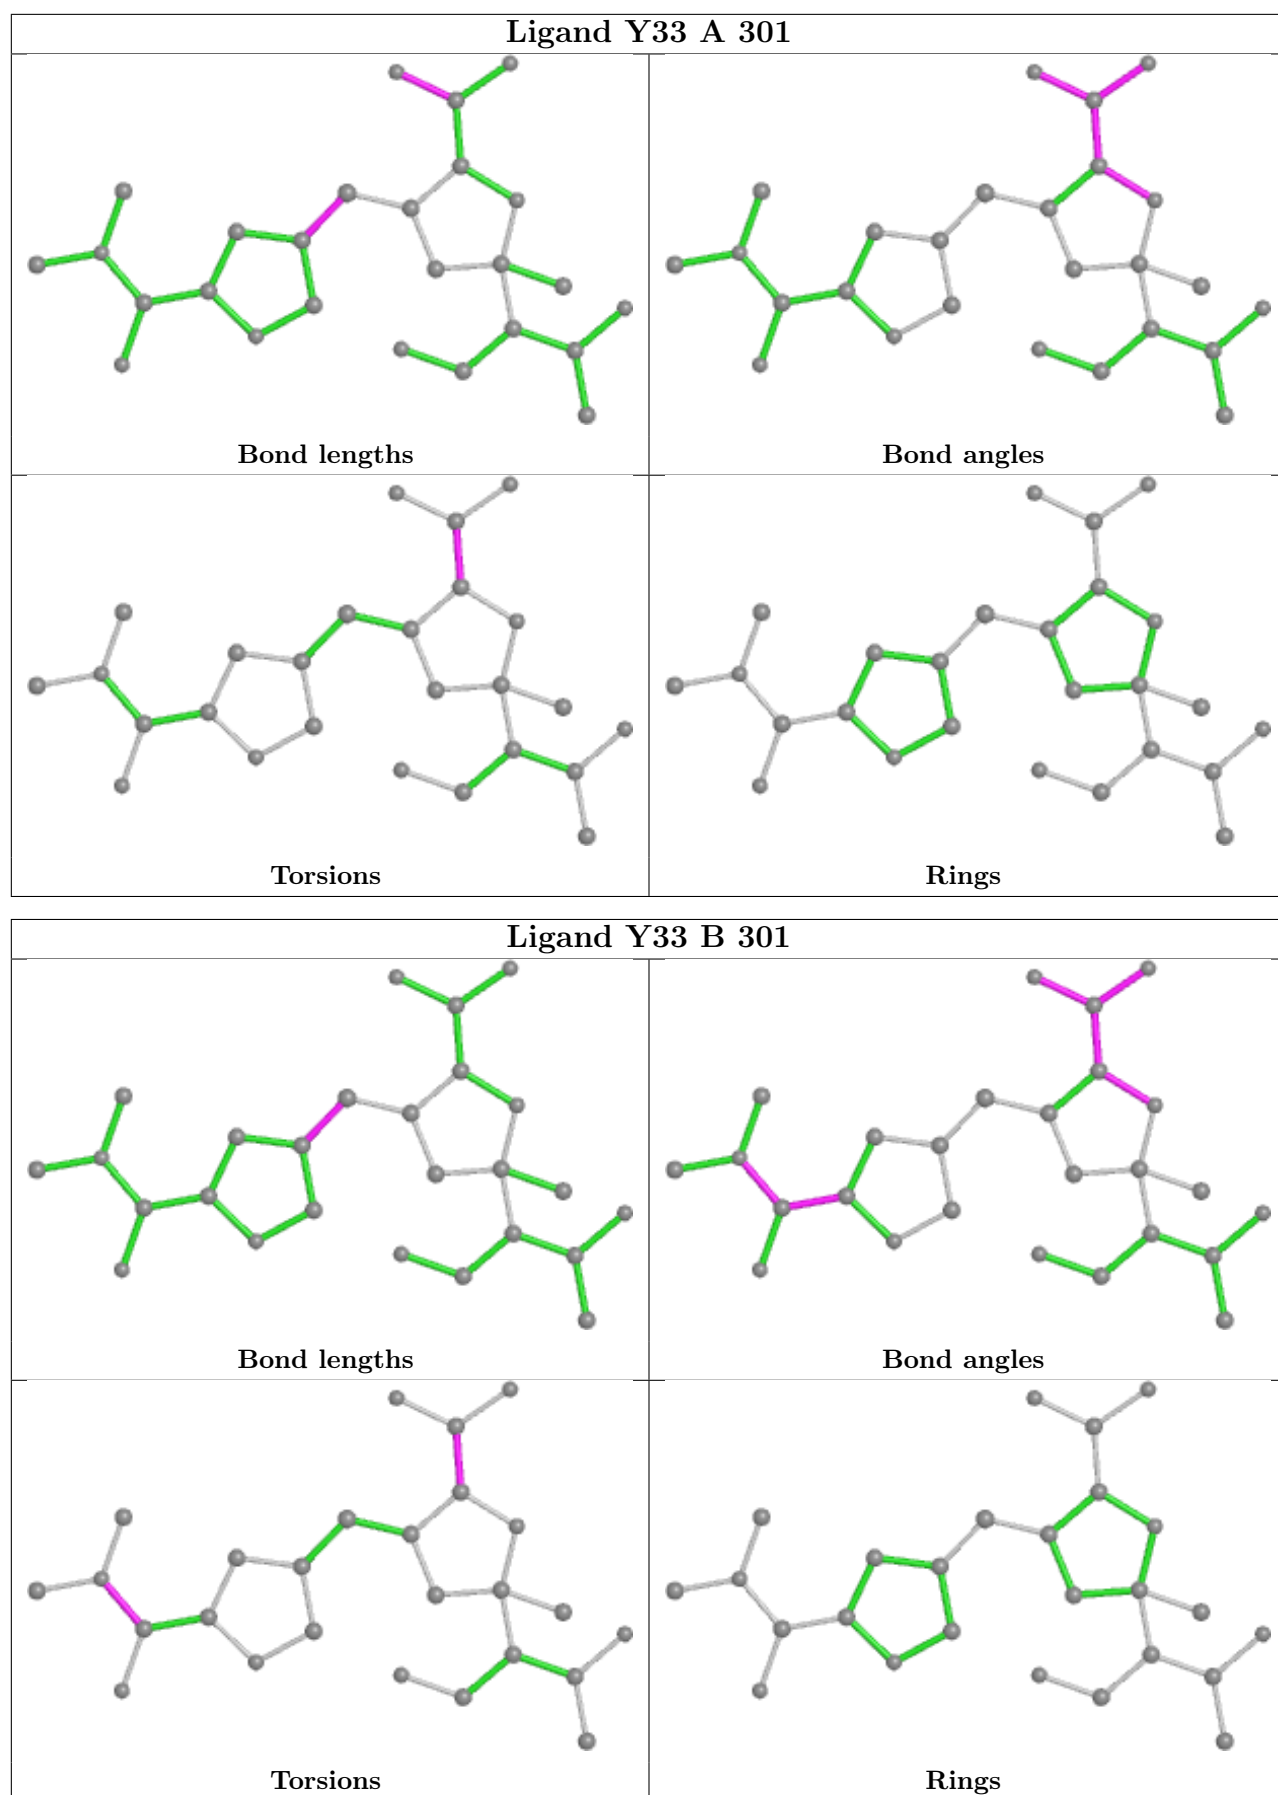 Ligand Y33 A 301
Bond lengths
Bond angles
Torsions
Rings
Ligand Y33 B 301
Bond lengths
Bond angles
Torsions
Rings